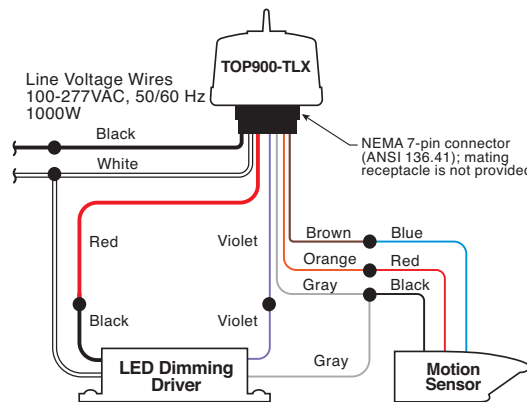 TOP900-TLX
Line Voltage Wires
100-277VAC, 50/60 Hz
1000W
Black
White
NEMA 7-pin connector
(ANSI 136.41); mating
receptacle is not provided
Red
Violet
Brown
Blue
Orange
Red
Gray
Black
Black
Violet
Gray
LED Dimming
Driver
Motion
Sensor